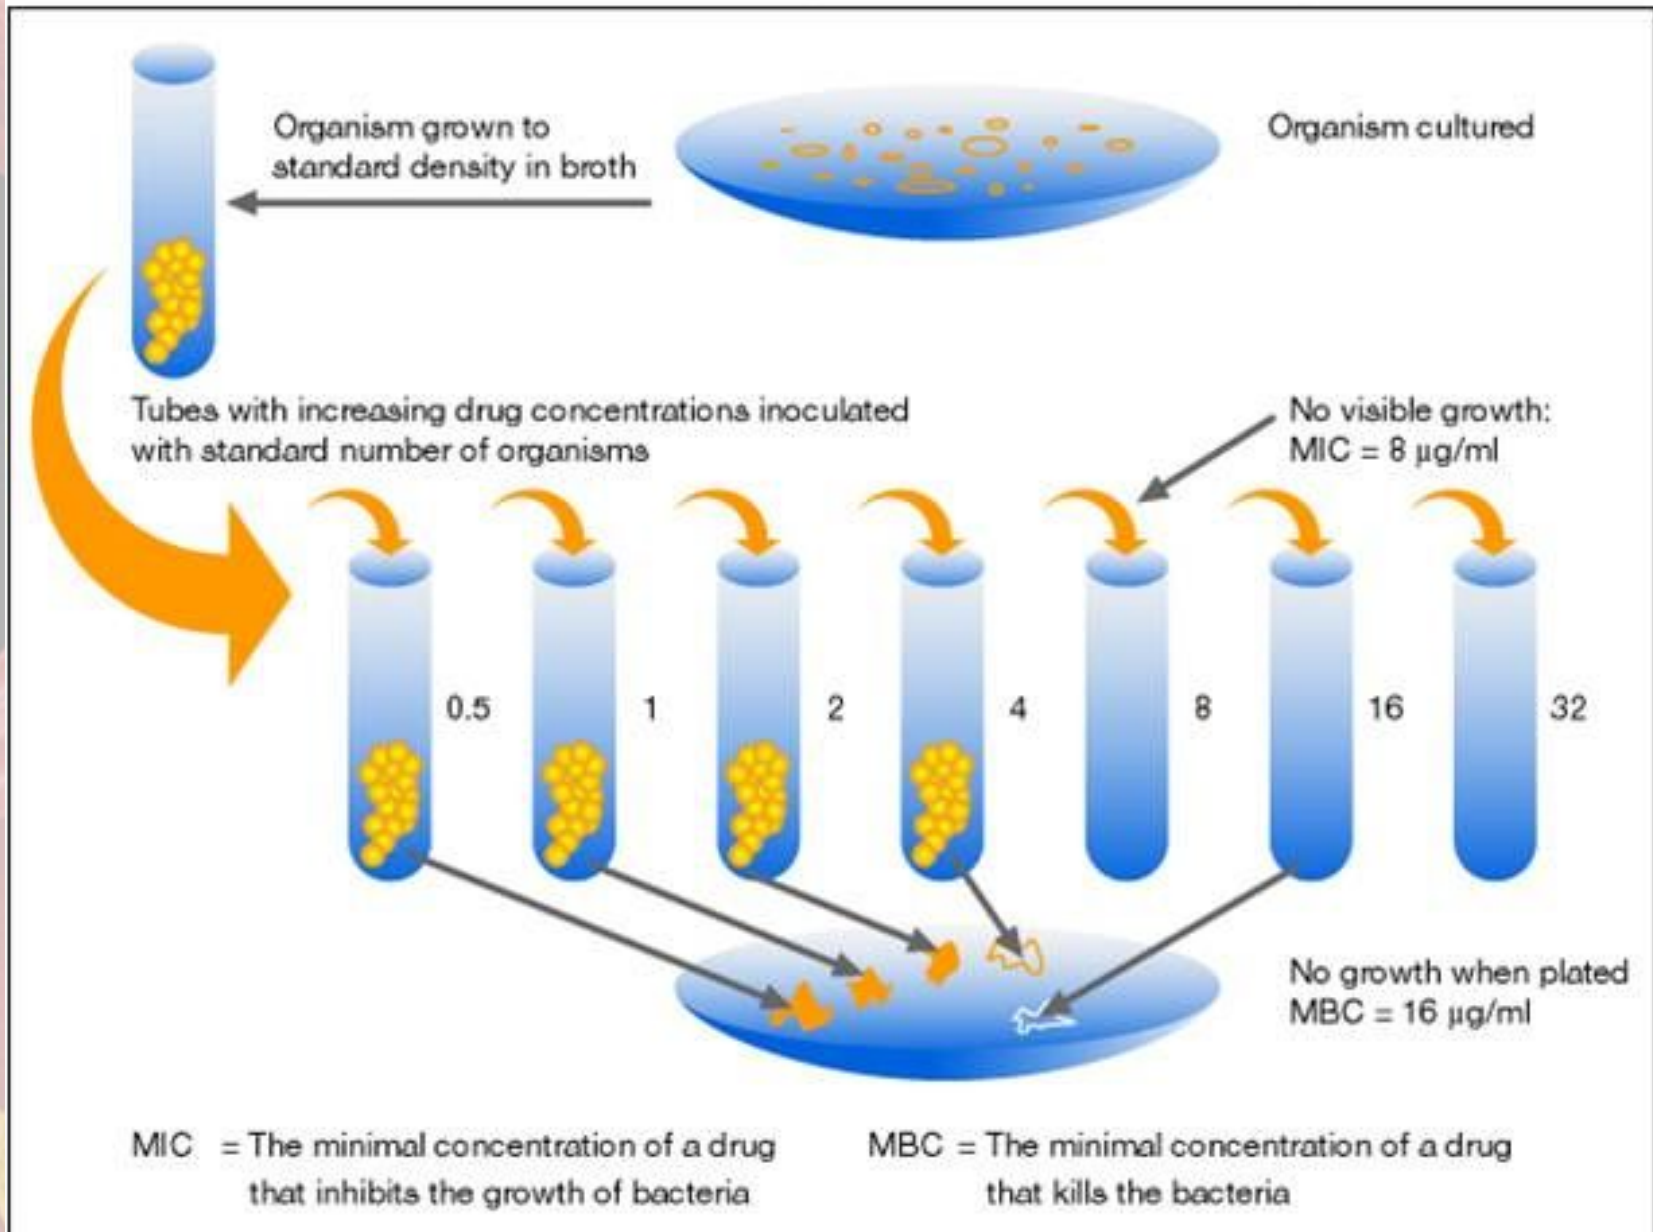 Organism grown to
standard density in broth
Organism cultured
Tubes with increasing drug concentrations inoculated
with standard number of organisms
No visible growth:
MIC = 8 µg/ml
0.5 1 2 4 8 16 32
No growth when plated
MBC = 16 µg/ml
MIC = The minimal concentration of a drug
that inhibits the growth of bacteria
MBC = The minimal concentration of a drug
that kills the bacteria